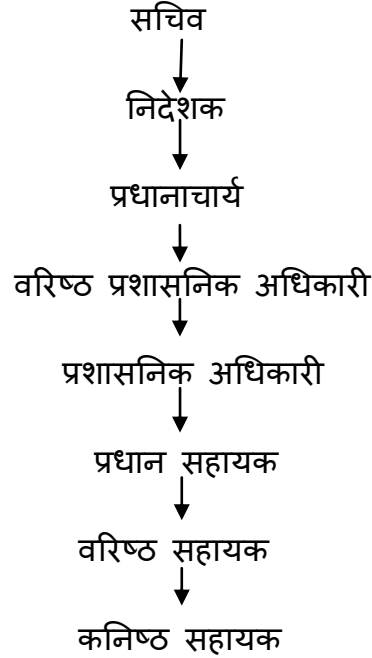 सचिव
निदेशक
प्रधानाचार्य
वरिष्ठ प्रशासनिक अधिकारी
प्रशासनिक अधिकारी
प्रधान सहायक
वरिष्ठ सहायक
कनिष्ठ सहायक